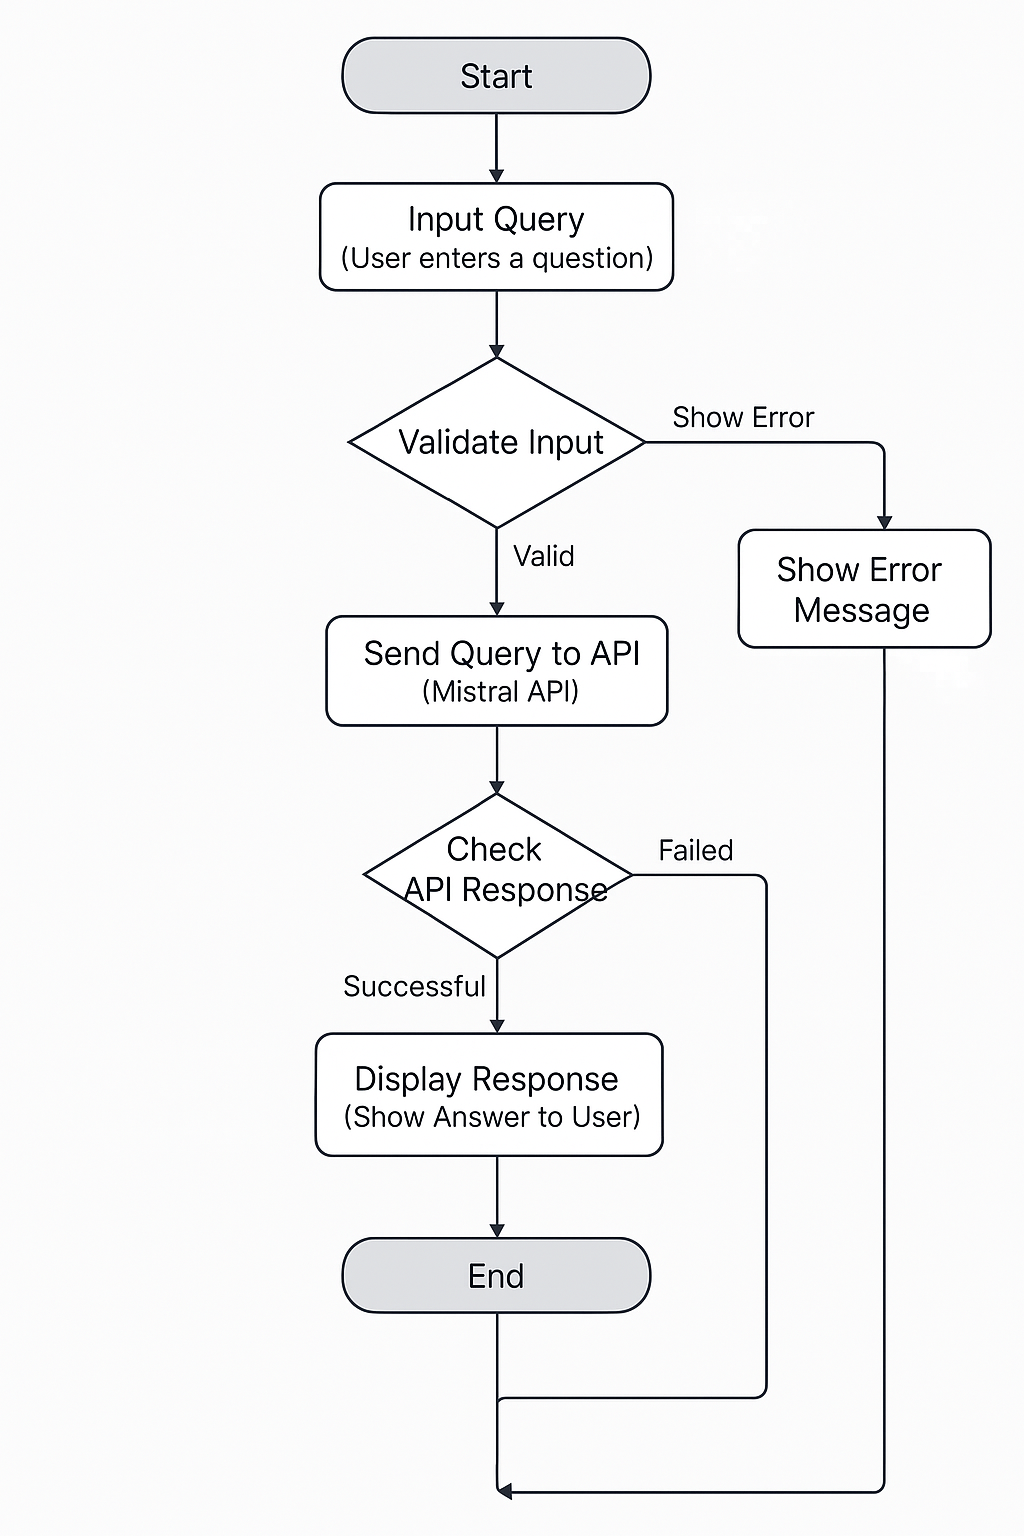 Start
Input Query
(User enters a question)
Validate Input
Show Error
Valid
Show Error
Message
Send Query to API
(Mistral API)
Check
API Response
Failed
Successful
Display Response
(Show Answer to User)
End